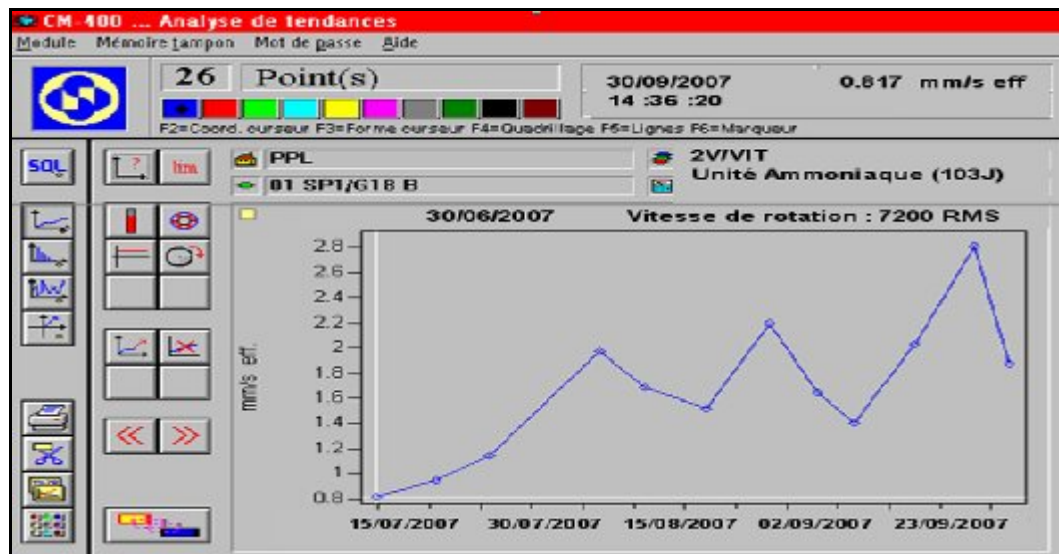 CM-400 ... Analyse de tendances
Module Mémoire tampon Mot de passe Aide
26 Point(s)
30/09/2007 0.817 mm/s eff
14 :36 :20
F2=Coord. curseur F3=Forme curseur F4=Quadrillage F5=Lignes F6=Marqueur
SQL
lim
PPL
2V/VIT
Unité Ammoniaque (103J)
01 SP1/G18 B
30/06/2007 Vitesse de rotation : 7200 RMS
mm/s eff.
2.8
2.6
2.4
2.2
2
1.8
1.6
1.4
1.2
1
0.8
15/07/2007 30/07/2007 15/08/2007 02/09/2007 23/09/2007